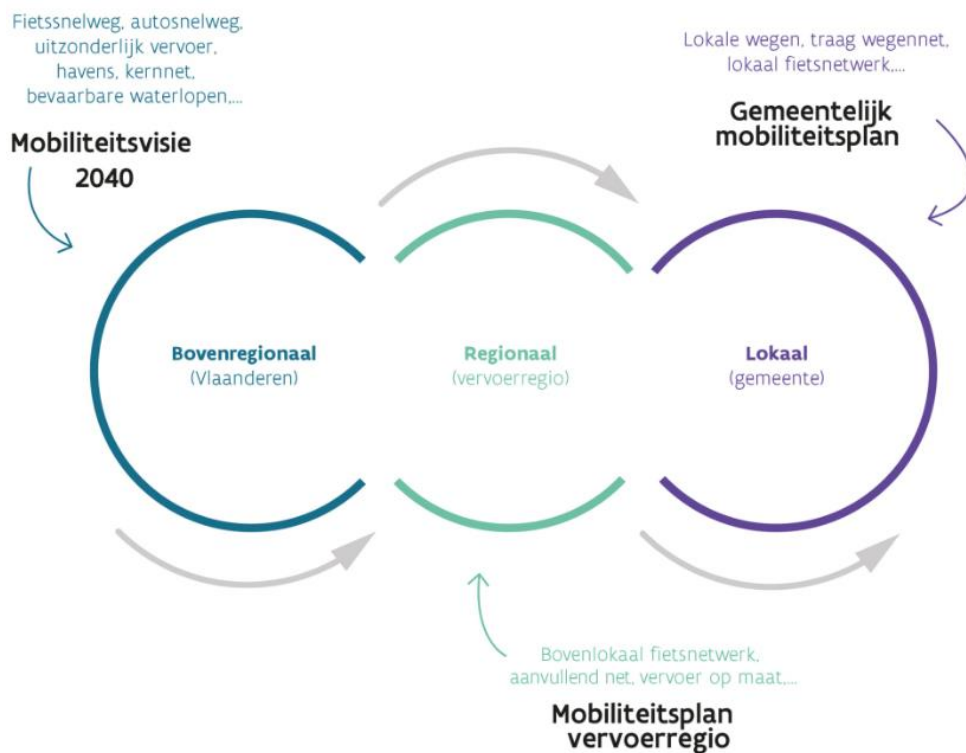 Fietssnelweg, autosnelweg,
uitzonderlijk vervoer,
havens, kernnet,
bevaarbare waterlopen,...
Mobiliteitsvisie
2040
Lokale wegen, traag wegennet,
lokaal fietsnetwerk,...
Gemeentelijk
mobiliteitsplan
Bovenregionaal
(Vlaanderen)
Regionaal
(vervoerregio)
Lokaal
(gemeente)
Bovenlokaal fietsnetwerk,
aanvullend net, vervoer op maat,...
Mobiliteitsplan
vervoerregio